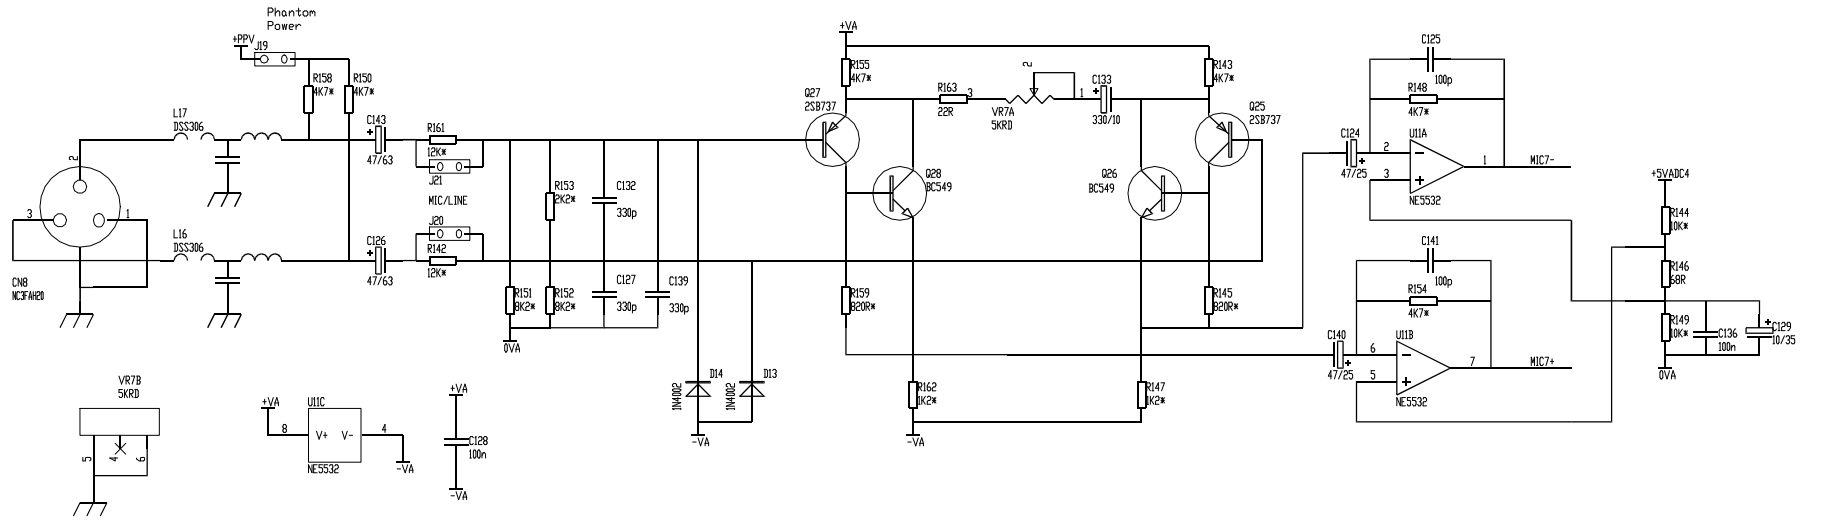 Phantom
Power
+PPV
J19
R158
4K7*
R150
4K7*
L17
DSS306
2
3
1
CN8
NC3FAH20
L16
DSS306
C143
47/63
R161
12K*
J21
MIC/LINE
J20
C126
47/63
R142
12K*
R153
2K2*
C132
330p
R151
8K2*
R152
8K2*
C127
330p
C139
330p
0VA
1N4002
D14
1N4002
D13
-VA
+VA
R155
4K7*
Q27
2SB737
R163
22R
3
2
VR7A
5KRD
1
C133
330/10
R143
4K7*
Q25
2SB737
Q28
BC549
Q26
BC549
R159
820R*
R145
820R*
R162
1K2*
R147
1K2*
-VA
C125
100p
R148
4K7*
C124
47/25
U11A
2
3
1
NE5532
MIC7-
C141
100p
R154
4K7*
C140
47/25
U11B
6
5
7
NE5532
MIC7+
+5VADC4
R144
10K*
R146
68R
R149
10K*
C136
100n
C129
10/35
0VA
VR7B
5KRD
5
4
6
+VA
8
U11C
V+ V-
4
NE5532
-VA
+VA
C128
100n
-VA